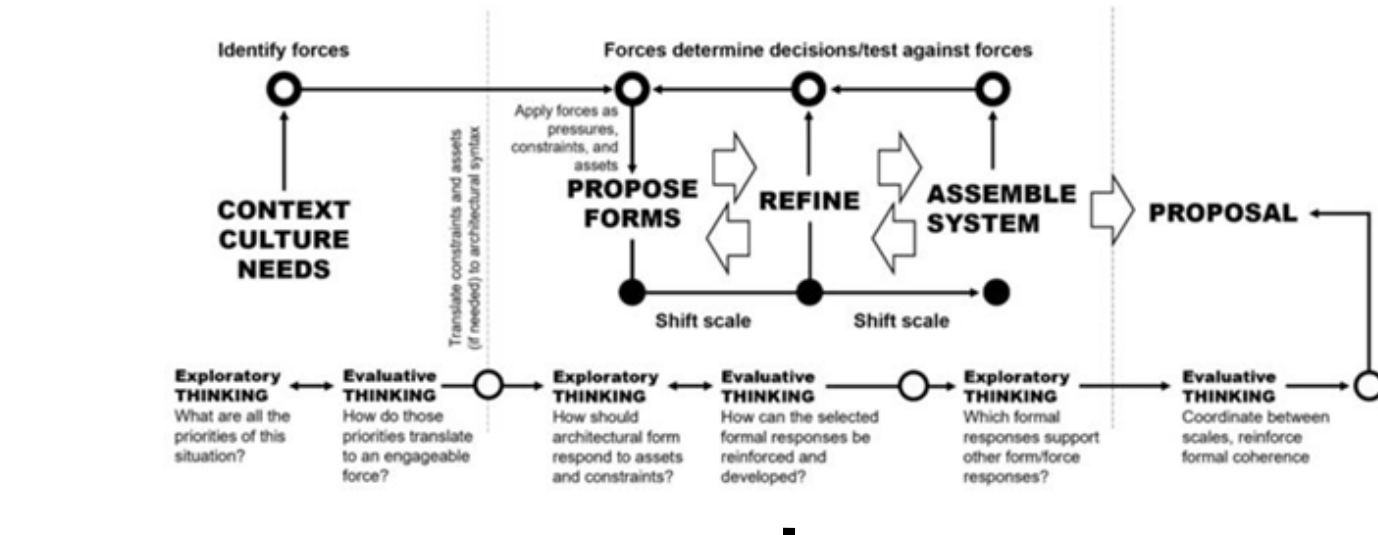 Identify forces
Forces determine decisions/test against forces
Apply forces as
pressures,
constraints, and
assets
Translate constraints and assets
(if needed) to architectural syntax
CONTEXT
CULTURE
NEEDS
PROPOSE
FORMS
REFINE
ASSEMBLE
SYSTEM
PROPOSAL
Shift scale
Shift scale
Exploratory
THINKING
What are all the
priorities of this
situation?
Evaluative
THINKING
How do those
priorities translate
to an engageable
force?
Exploratory
THINKING
How should
architectural form
respond to assets
and constraints?
Evaluative
THINKING
How can the selected
formal responses be
reinforced and
developed?
Exploratory
THINKING
Which formal
responses support
other form/force
responses?
Evaluative
THINKING
Coordinate between
scales, reinforce
formal coherence